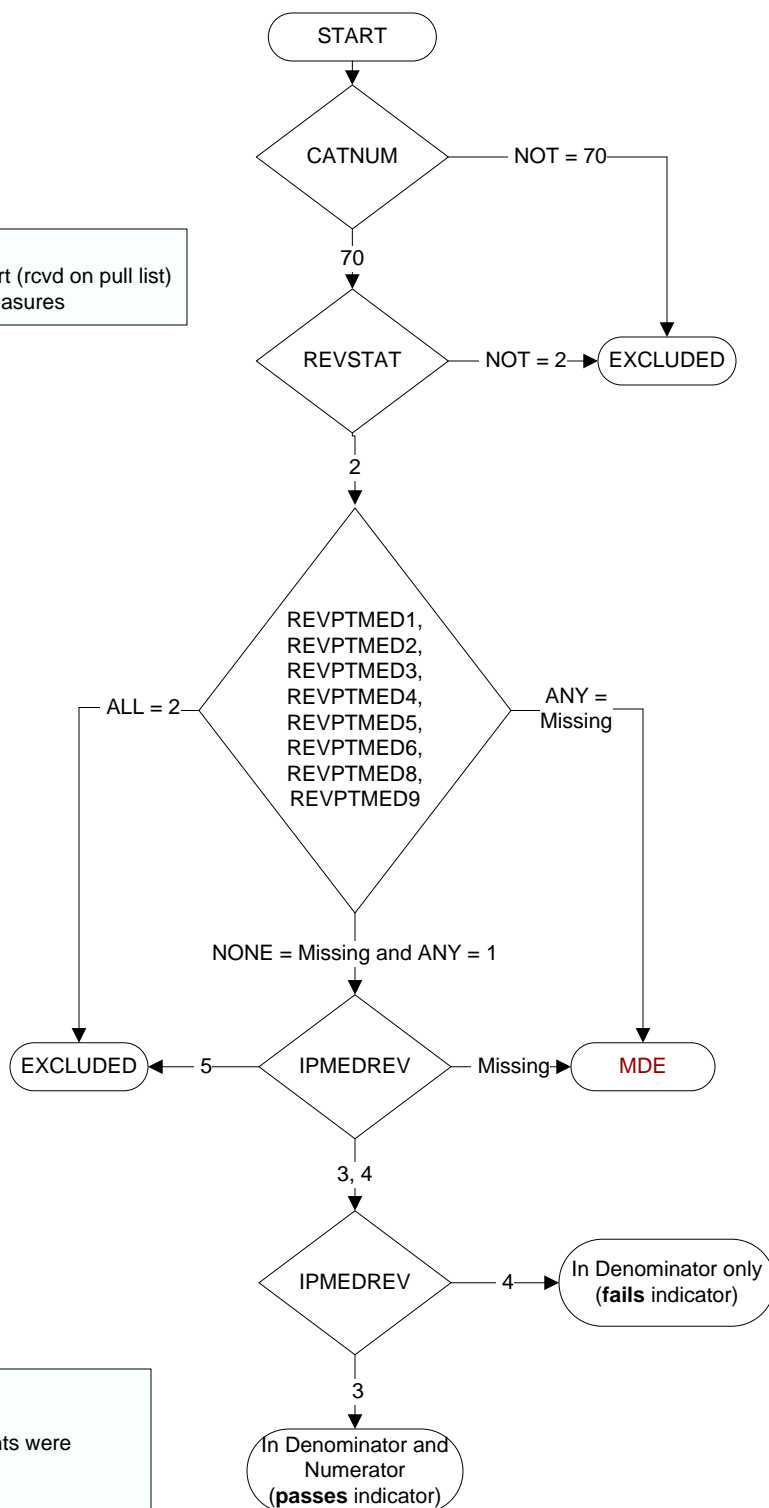 START
CATNUM
NOT = 70
70
rt (rcvd on pull list)
easures
REVSTAT
NOT = 2
EXCLUDED
2
REVPTMED1,
REVPTMED2,
REVPTMED3,
REVPTMED4,
REVPTMED5,
REVPTMED6,
REVPTMED8,
REVPTMED9
ALL = 2
ANY =
Missing
NONE = Missing and ANY = 1
EXCLUDED
5
IPMEDREV
Missing
MDE
3, 4
IPMEDREV
4
In Denominator only
(fails indicator)
3
nts were
In Denominator and
Numerator
(passes indicator)